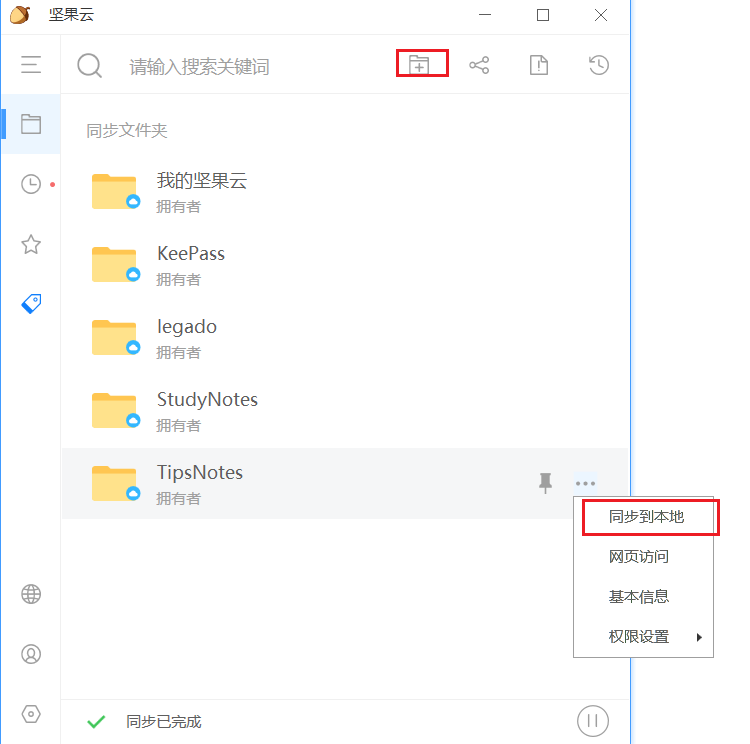 坚果云
请输入搜索关键词
同步文件夹
我的坚果云
拥有者
KeePass
拥有者
legado
拥有者
StudyNotes
拥有者
TipsNotes
拥有者
同步到本地
网页访问
基本信息
权限设置
同步已完成